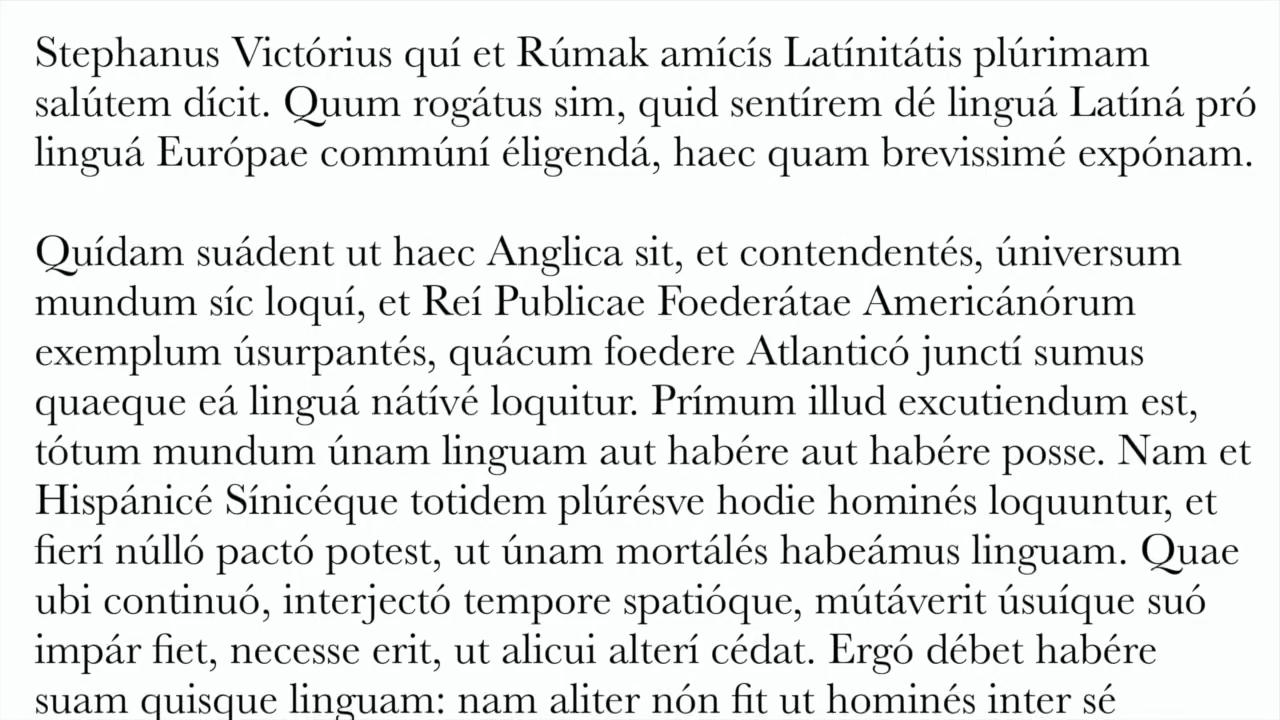 Stephanus Victórius quí et Rúmak amícís Latínitátis plúrimam
salútem dícit. Quum rogátus sim, quid sentírem dé linguá Latíná pró
linguá Európae commúní éligendá, haec quam brevissimé expónam.
Quídam suádent ut haec Anglica sit, et contendentés, úniversum
mundum síc loquí, et Reí Publicae Foederátae Americánórum
exemplum úsurpantés, quácum foedere Atlanticó junctí sumus
quaeque eá linguá nátívé loquitur. Prímum illud excutiendum est,
tótum mundum únam linguam aut habére aut habére posse. Nam et
Hispánicé Sínicéque totidem plúrésve hodie hominés loquuntur, et
fierí núlló pactó potest, ut únam mortálés habeámus linguam. Quae
ubi continuó, interjectó tempore spatióque, mútáverit úsuíque suó
impár fiet, necesse erit, ut alicui alterí cédat. Ergó débet habére
suam quisque linguam: nam aliter nón fit ut hominés inter sé